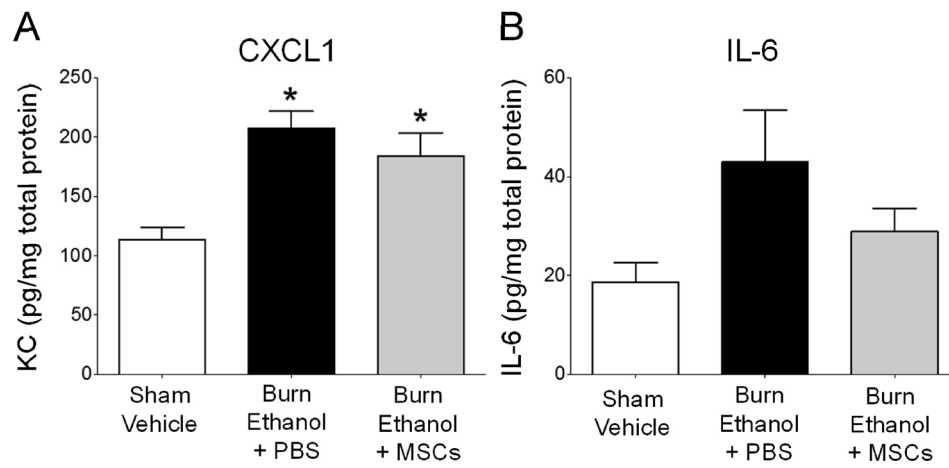 A
CXCL1
KC (pg/mg total protein)
250
200
150
100
50
0
*
*
Sham
Vehicle
Burn
Ethanol
+ PBS
Burn
Ethanol
+ MSCs
B
IL-6
IL-6 (pg/mg total protein)
60
40
20
0
Sham
Vehicle
Burn
Ethanol
+ PBS
Burn
Ethanol
+ MSCs